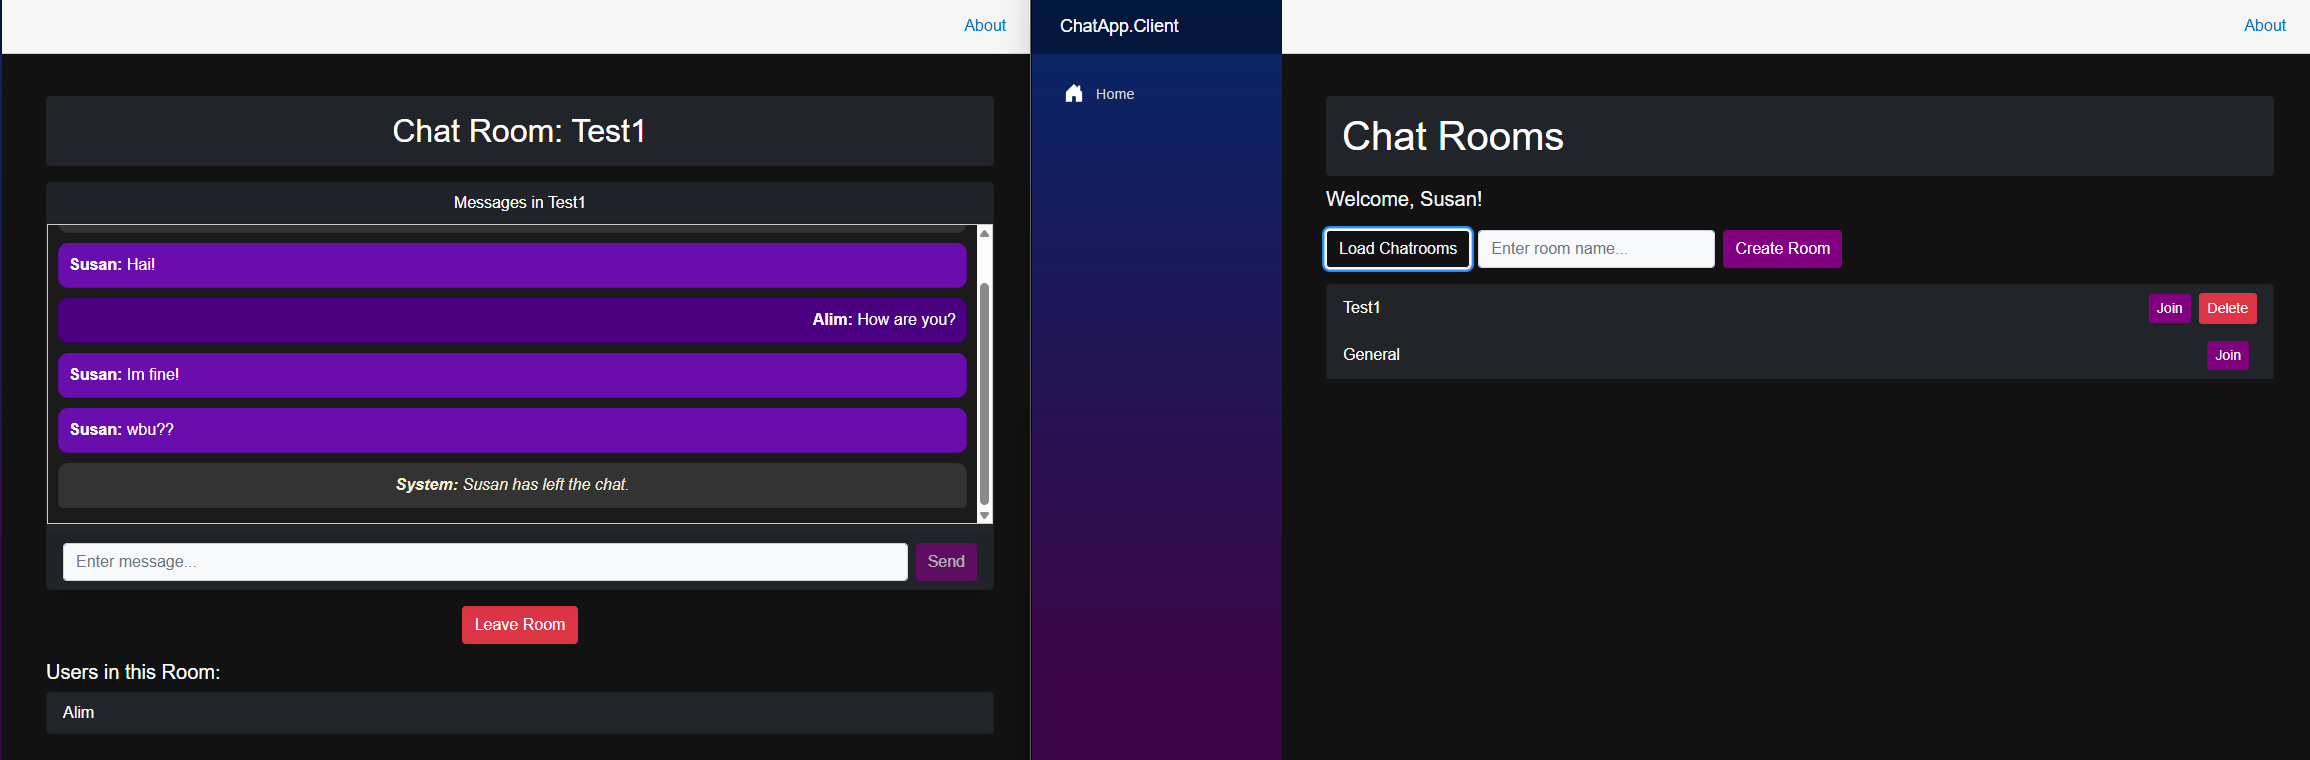 About
Chat Room: Test1
Messages in Test1
Susan: Hai!
Alim: How are you?
Susan: Im fine!
Susan: wbu??
System: Susan has left the chat.
Enter message...
Send
Leave Room
Users in this Room:
Alim
ChatApp.Client
About
Home
Chat Rooms
Welcome, Susan!
Load Chatrooms Enter room name... Create Room
Test1 Join Delete
General Join